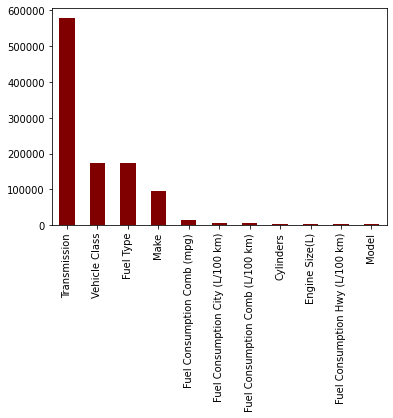 600000
500000
400000
300000
200000
100000
0
Transmission
Vehicle Class
Fuel Type
Make
Fuel Consumption Comb (mpg)
Fuel Consumption City (L/100 km)
Fuel Consumption Comb (L/100 km)
Cylinders
Engine Size(L)
Fuel Consumption Hwy (L/100 km)
Model